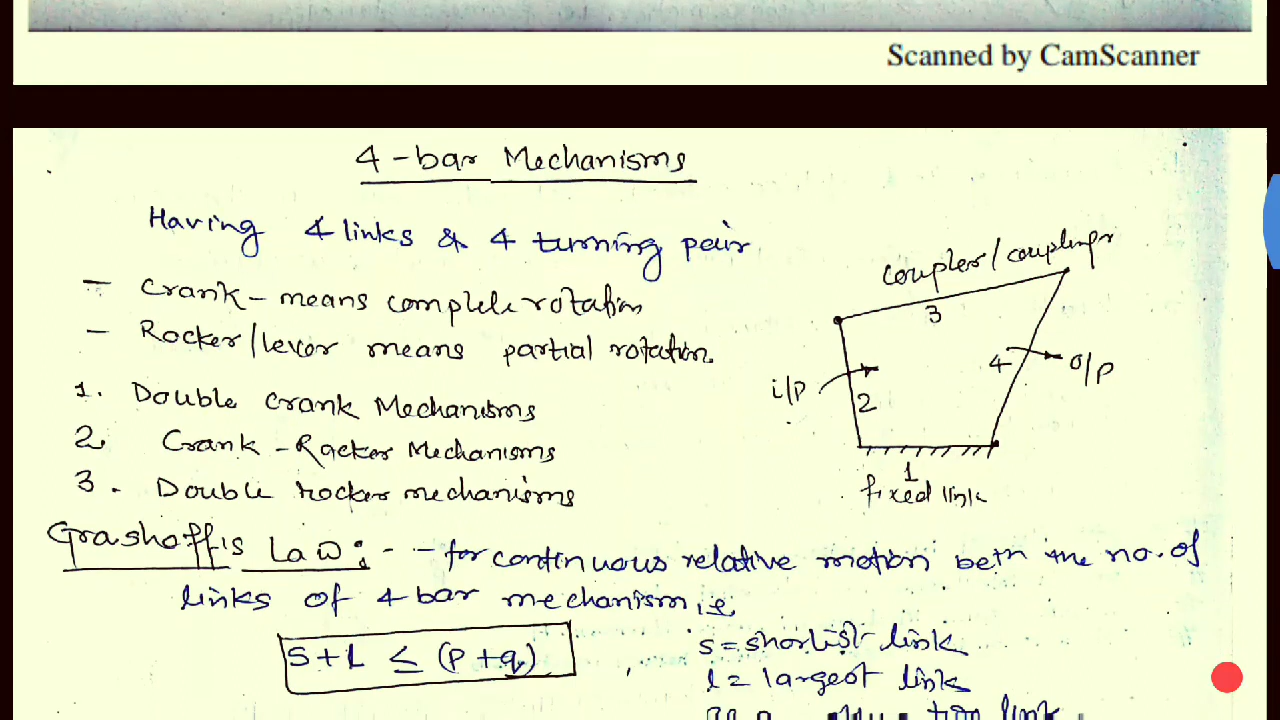 Scanned by CamScanner
4-bar Mechanisms
Having 4 links & 4 turning pair
- Crank - means complete rotation
- Rocker/lever means partial rotation.
1. Double crank Mechanisms
2. Crank - Rocker Mechanisms
3. Double rocker mechanisms
coupler/
3
i/p
2
4
o/p
1
fixed link
Grashoff's Law :- - for continuous relative motion betn the no. of
links of 4 bar mechanism, i.e
S+L ≤ (P+q) ,
s = shortest link
l = largest link
two link